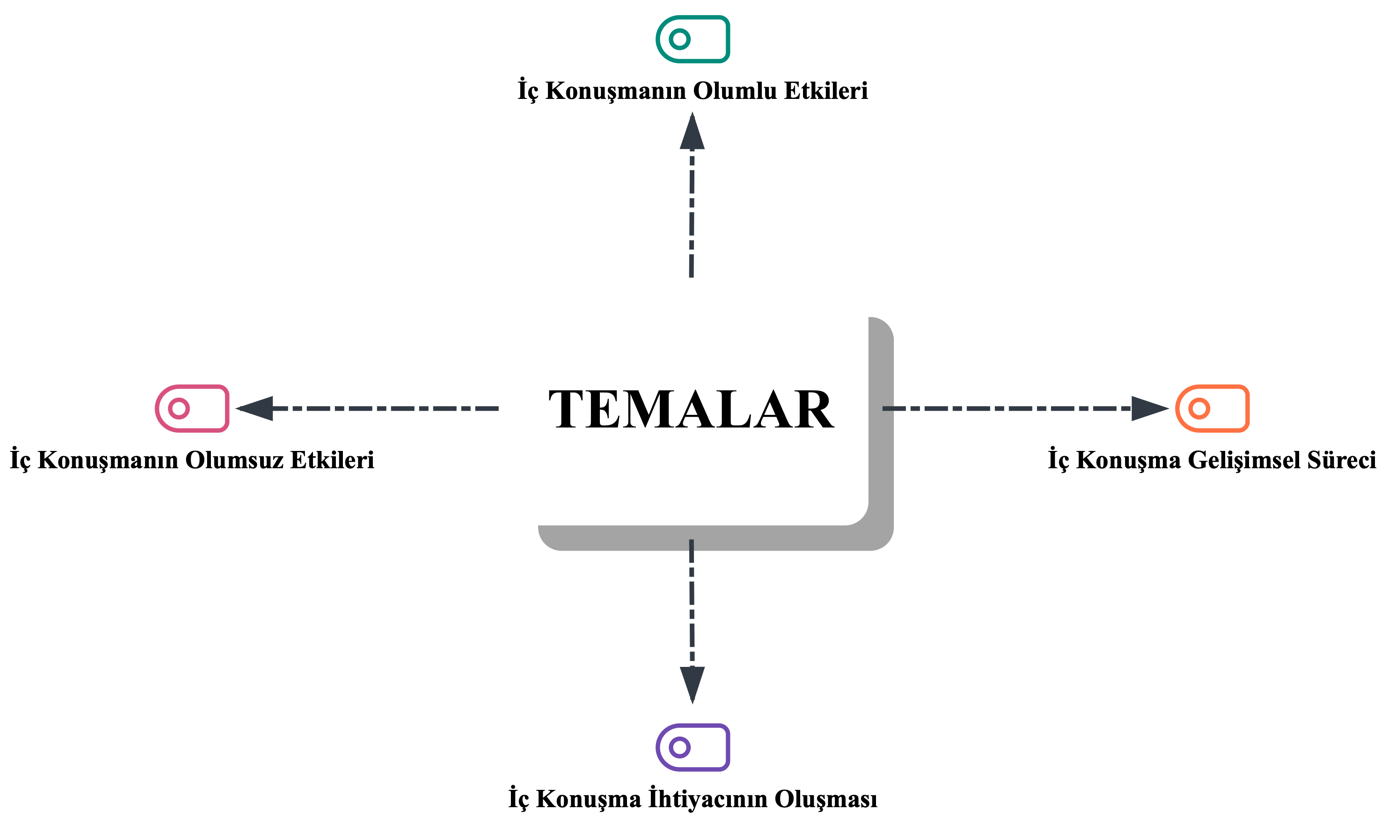 İç Konuşmanın Olumlu Etkileri
TEMALAR
İç Konuşmanın Olumsuz Etkileri
İç Konuşma Gelişimsel Süreci
İç Konuşma İhtiyacının Oluşması